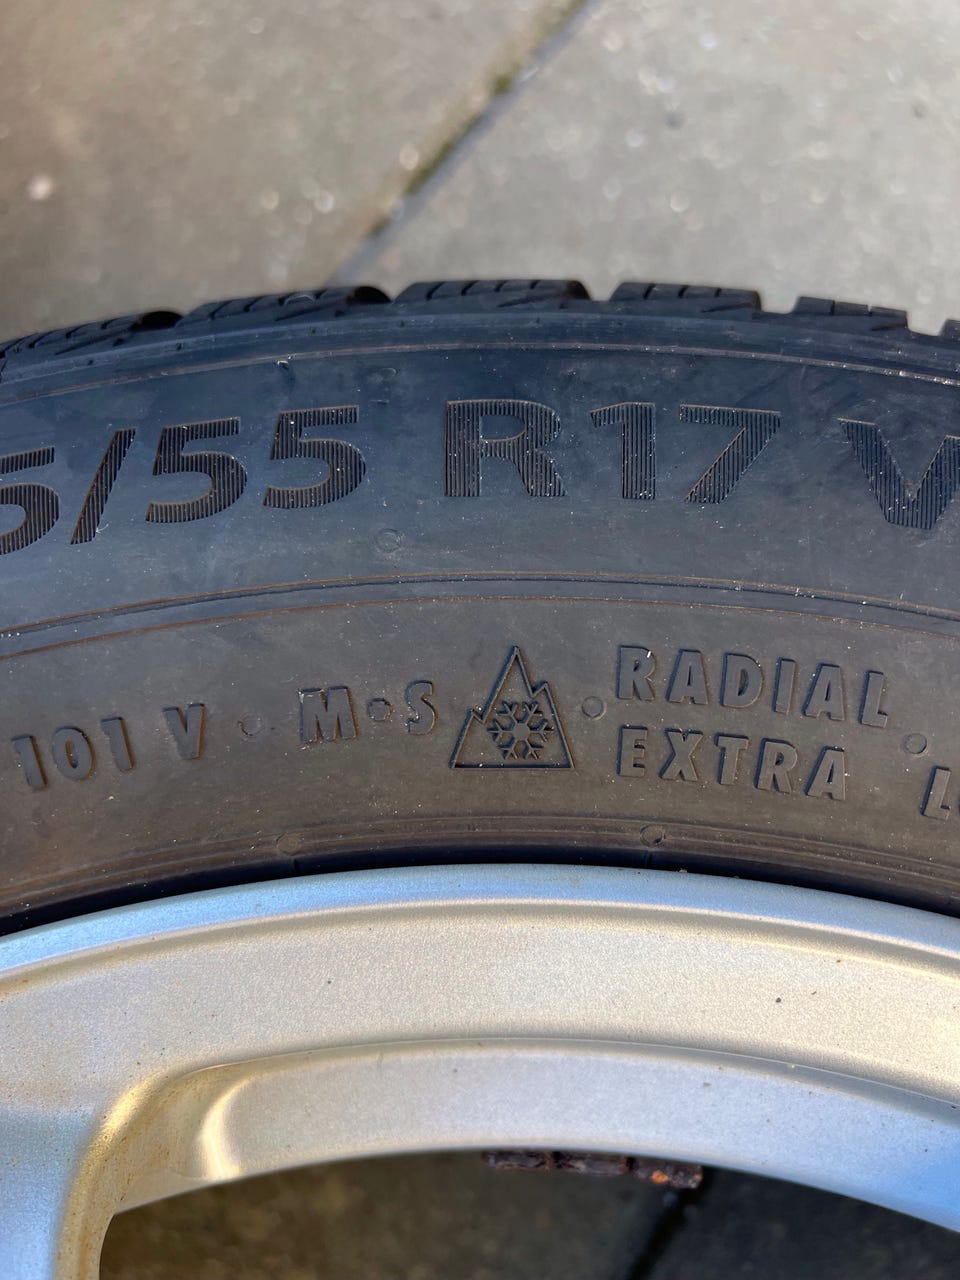 5/55 R17
101 V M·S
RADIAL
EXTRA